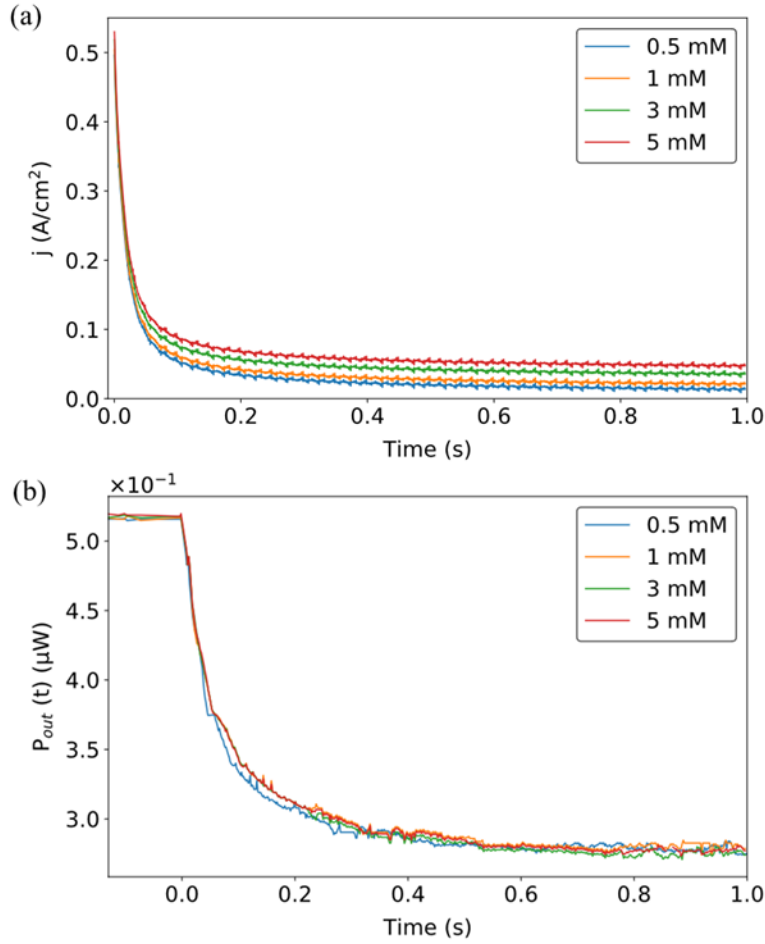 (a)
0.5
0.4
0.3
0.2
0.1
0.0
j (A/cm²)
0.5 mM
1 mM
3 mM
5 mM
0.0 0.2 0.4 0.6 0.8 1.0
Time (s)
(b)
×10⁻¹
5.0
4.5
4.0
3.5
3.0
P_out (t) (μW)
0.5 mM
1 mM
3 mM
5 mM
0.0 0.2 0.4 0.6 0.8 1.0
Time (s)